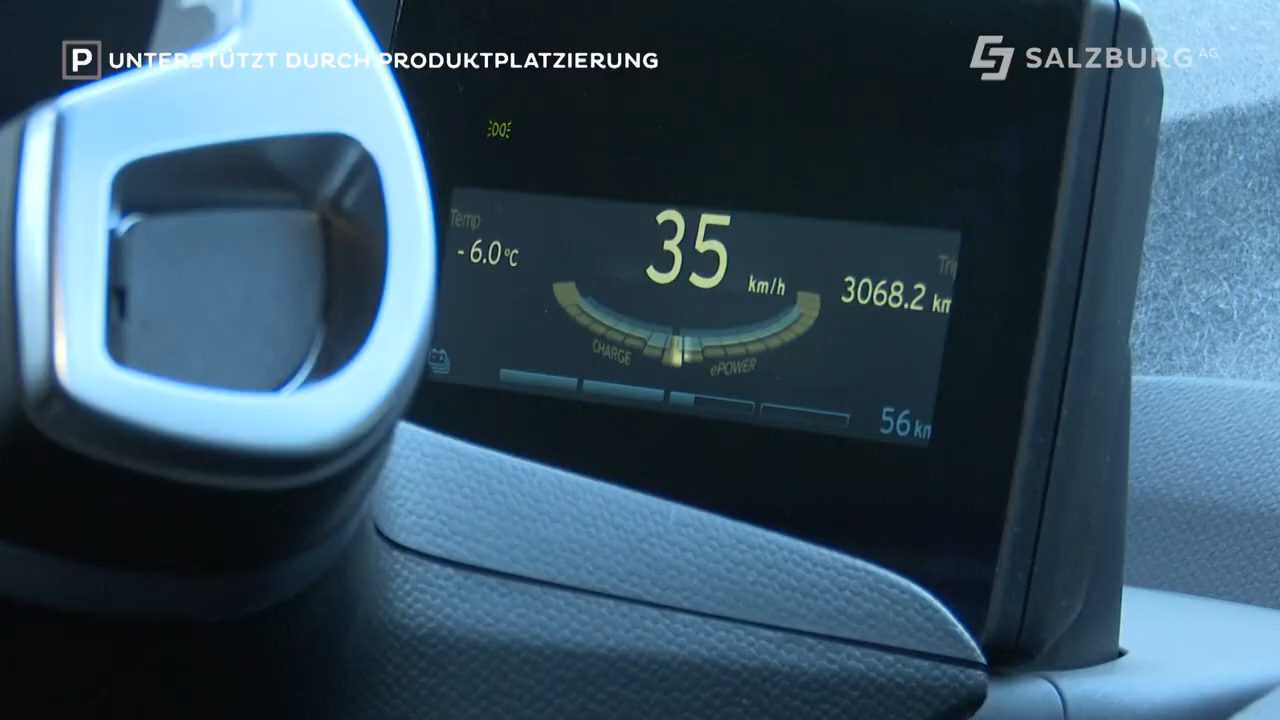 P UNTERSTÜTZT DURCH PRODUKTPLATZIERUNG
SALZBURG AG
Temp
- 6.0 °C
35 km/h
Trip
3068.2 km
CHARGE
ePOWER
56 km